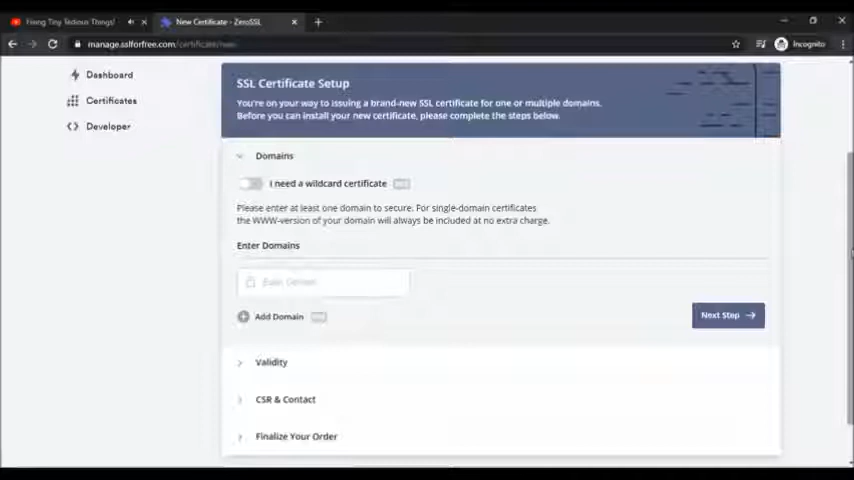 Fixing Tiny Tedious Things!
New Certificate - ZeroSSL
manage.sslforfree.com/certificate/new
Incognito
Dashboard
Certificates
Developer
SSL Certificate Setup
You're on your way to issuing a brand-new SSL certificate for one or multiple domains.
Before you can install your new certificate, please complete the steps below.
Domains
I need a wildcard certificate
Please enter at least one domain to secure. For single-domain certificates
the WWW-version of your domain will always be included at no extra charge.
Enter Domains
Enter Domain
Add Domain
Next Step
Validity
CSR & Contact
Finalize Your Order